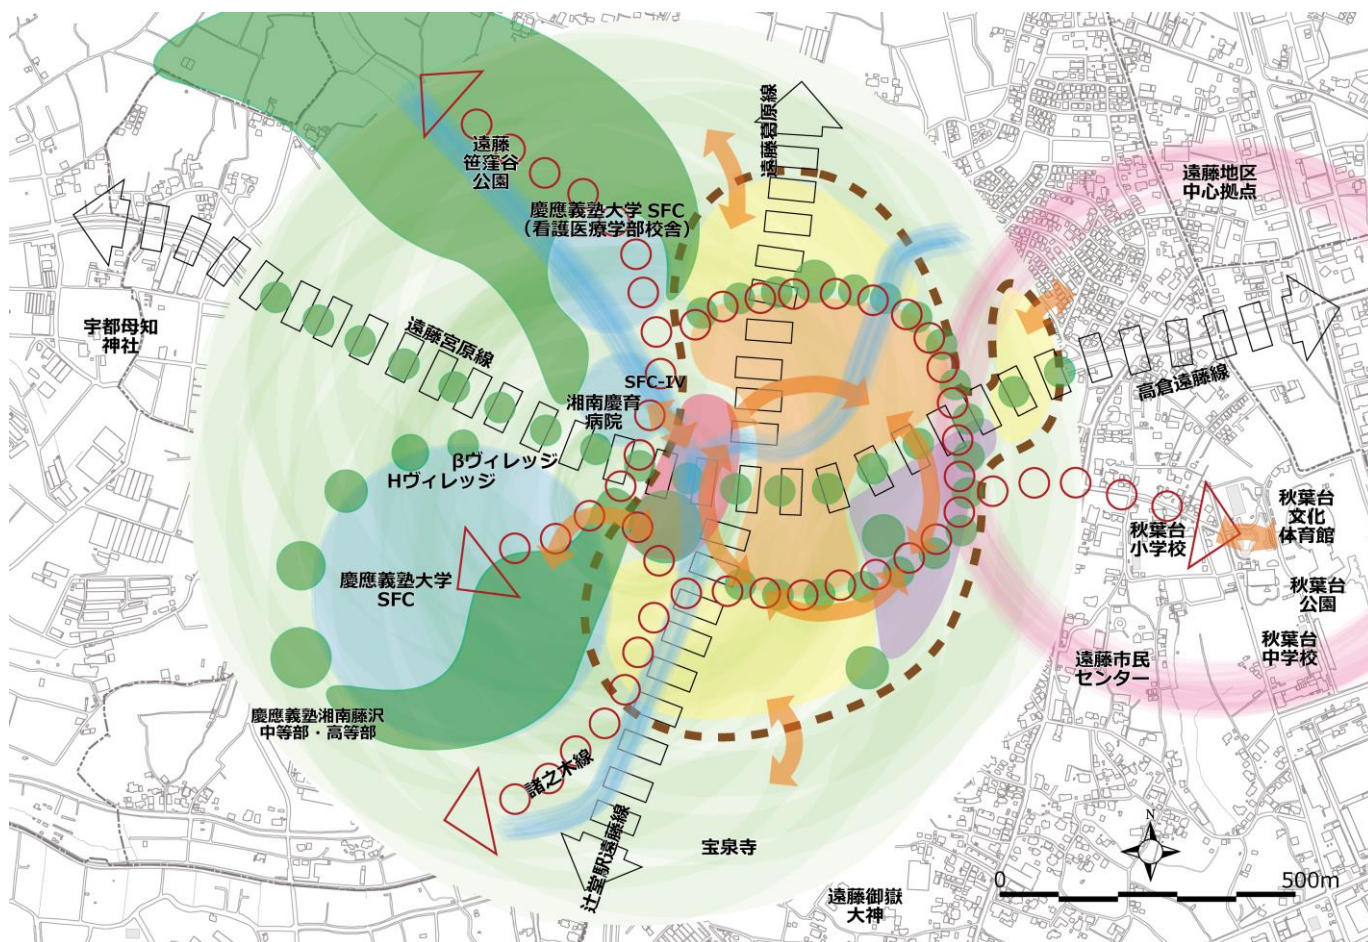 遠藤葛原線
遠藤
笹窪谷
公園
慶應義塾大学 SFC
（看護医療学部校舎）
遠藤地区
中心拠点
宇都母知
神社
遠藤宮原線
高倉遠藤線
SFC-IV
湘南慶育
病院
βヴィレッジ
Hヴィレッジ
慶應義塾大学
SFC
秋葉台
小学校
秋葉台
文化
体育館
秋葉台
公園
秋葉台
中学校
遠藤市民
センター
慶應義塾湘南藤沢
中等部・高等部
諸之木線
辻堂駅遠藤線
宝泉寺
遠藤御嶽
大神
N
0
500m